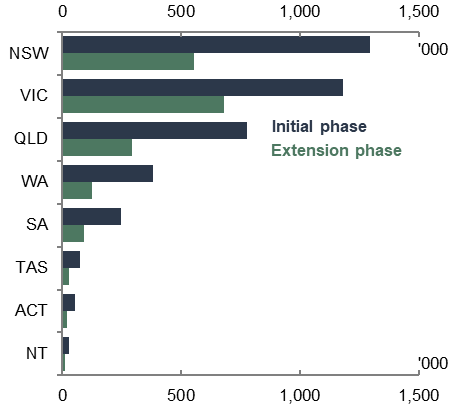 0 500 1,000 1,500
'000
NSW
VIC
QLD
Initial phase
Extension phase
WA
SA
TAS
ACT
NT
'000
0 500 1,000 1,500